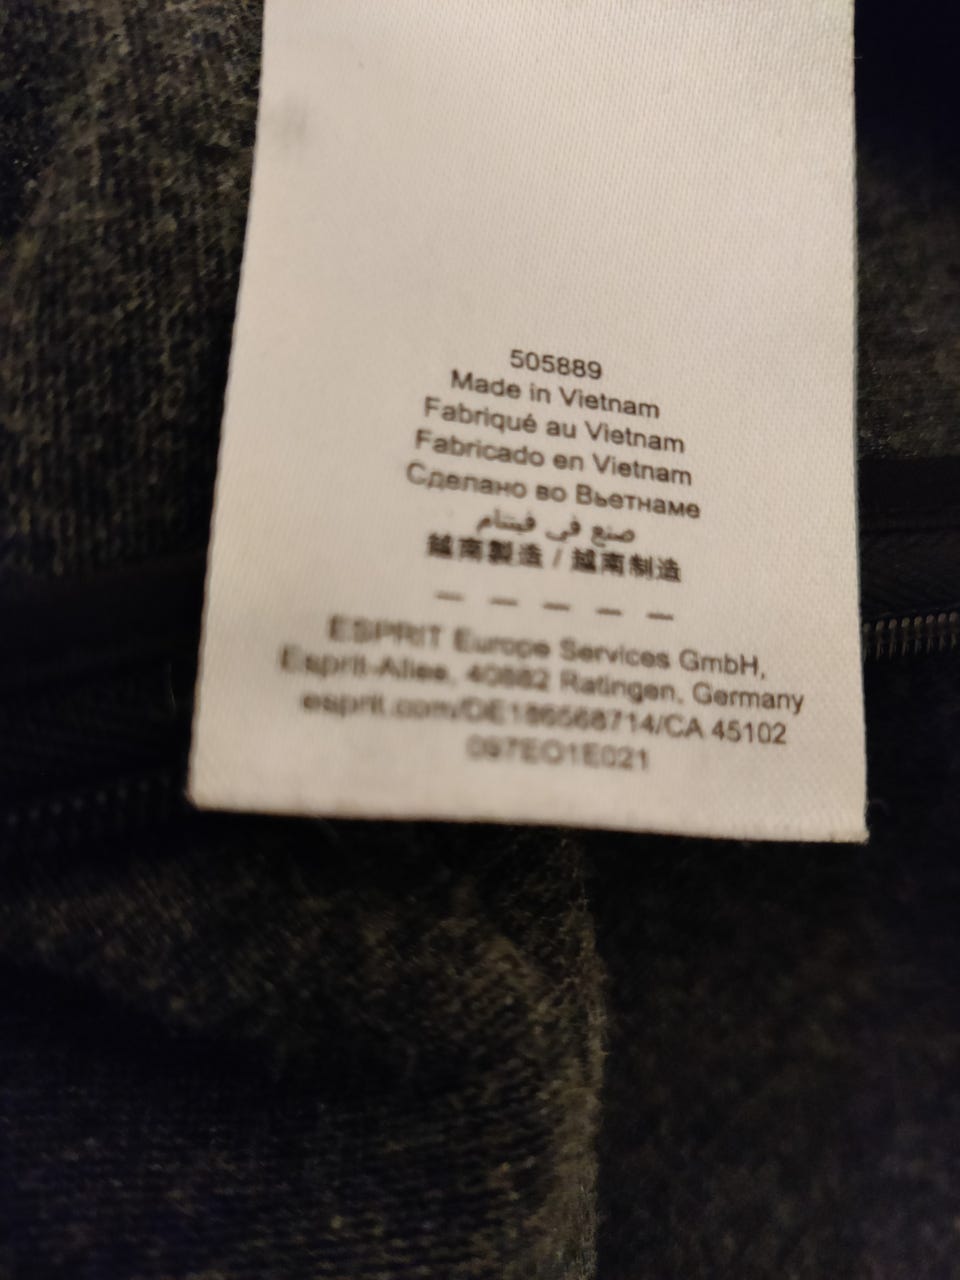 505889
Made in Vietnam
Fabriqué au Vietnam
Fabricado en Vietnam
Сделано во Вьетнаме
صنع في فيتنام
越南製造 / 越南制造
— — — — —
ESPRIT Europe Services GmbH,
Esprit-Allee, 40882 Ratingen, Germany
esprit.com/DE186568714/CA 45102
097EO1E021